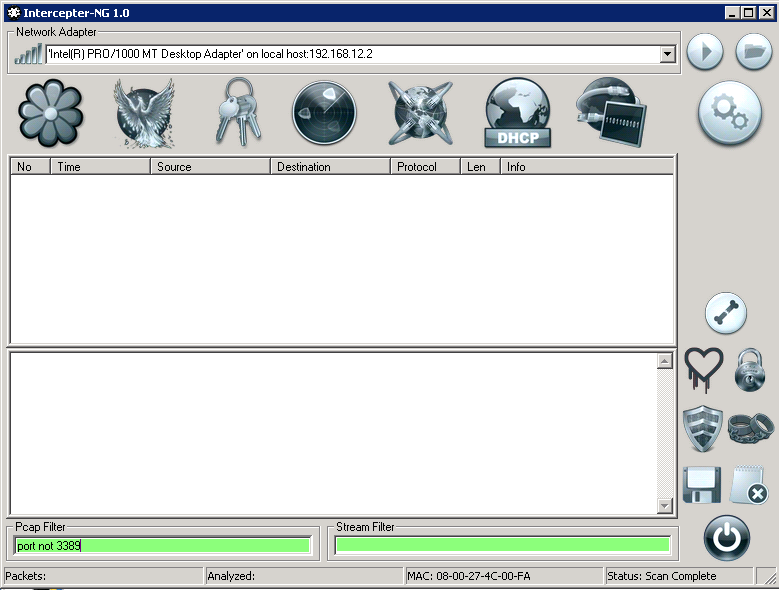 Intercepter-NG 1.0
Network Adapter
'Intel(R) PRO/1000 MT Desktop Adapter' on local host:192.168.12.2
DHCP
No Time Source Destination Protocol Len Info
Pcap Filter Stream Filter
port not 3389
Packets: Analyzed: MAC: 08-00-27-4C-00-FA Status: Scan Complete